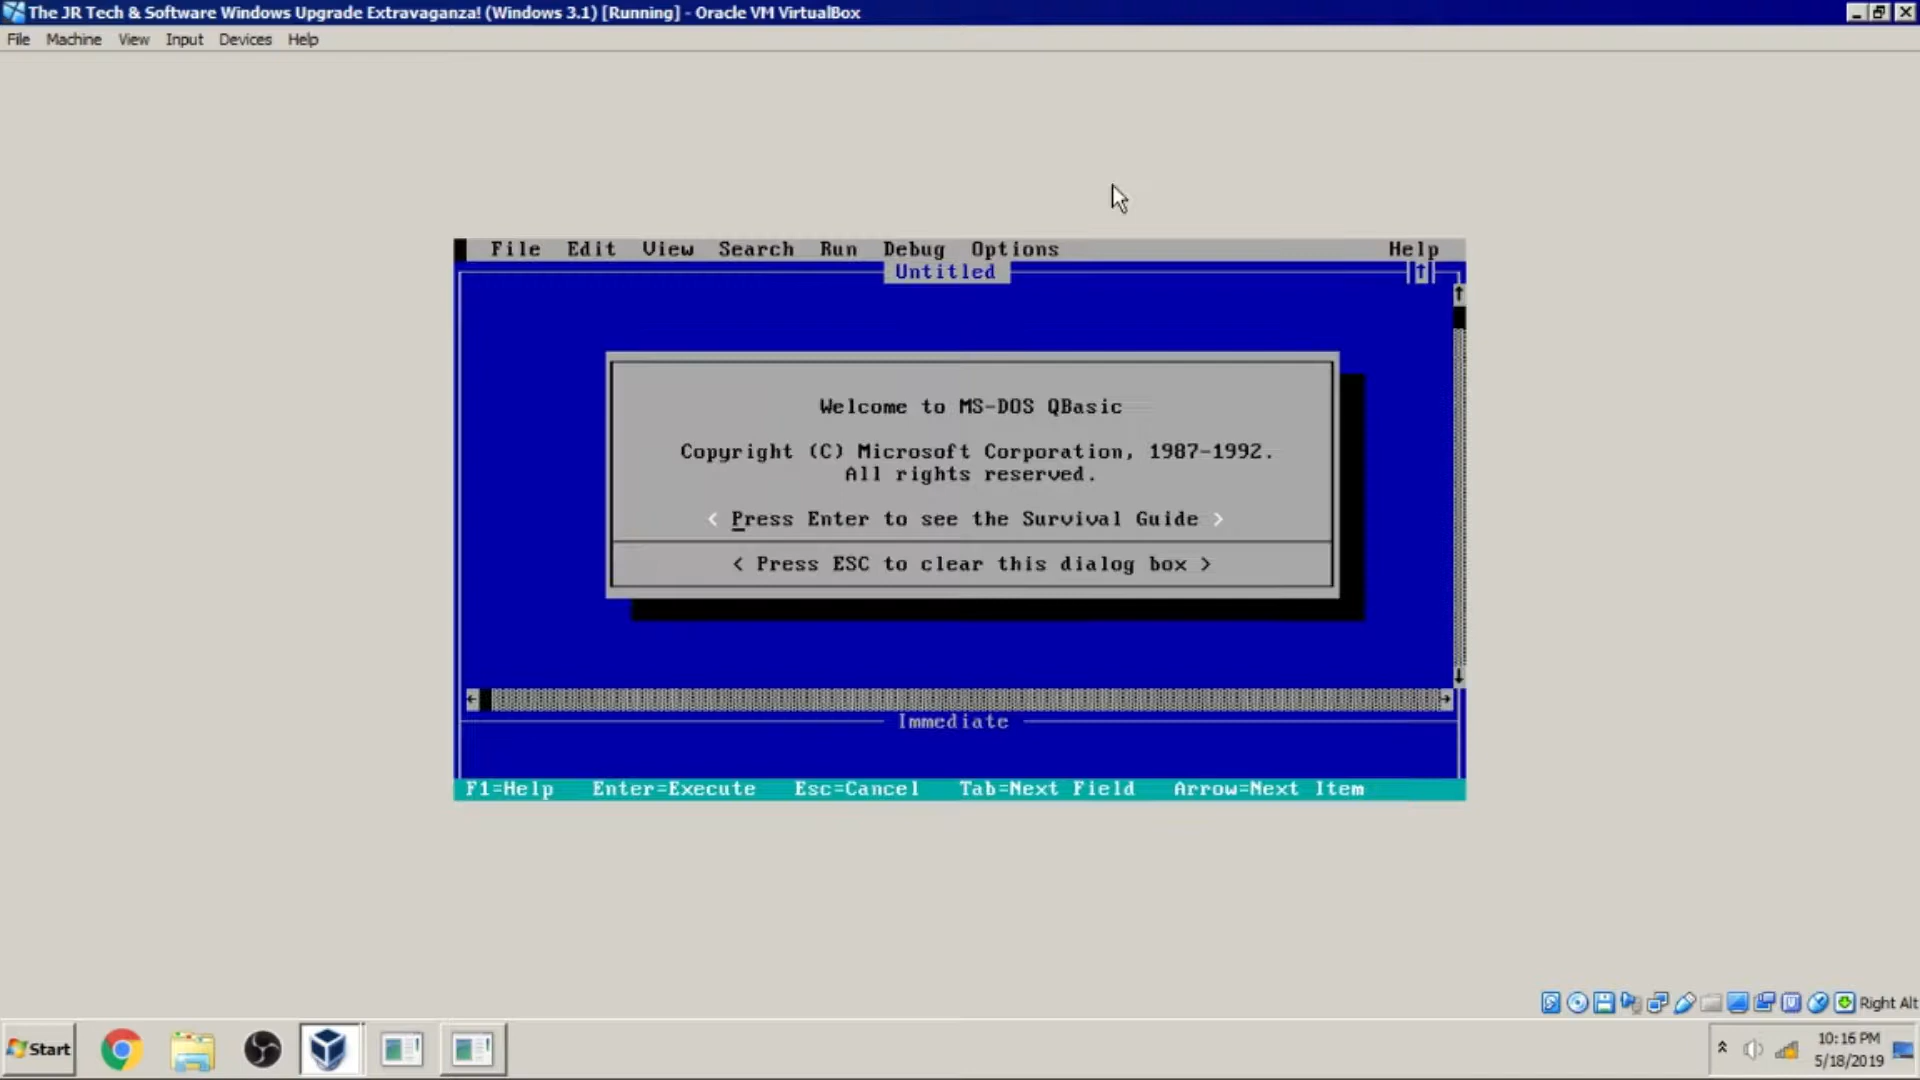 The JR Tech & Software Windows Upgrade Extravaganza! (Windows 3.1) [Running] - Oracle VM VirtualBox
File Machine View Input Devices Help
File Edit View Search Run Debug Options Help
Untitled
Welcome to MS-DOS QBasic
Copyright (C) Microsoft Corporation, 1987-1992.
All rights reserved.
< Press Enter to see the Survival Guide >
< Press ESC to clear this dialog box >
Immediate
F1=Help Enter=Execute Esc=Cancel Tab=Next Field Arrow=Next Item
Right Alt
Start
10:16 PM
5/18/2019